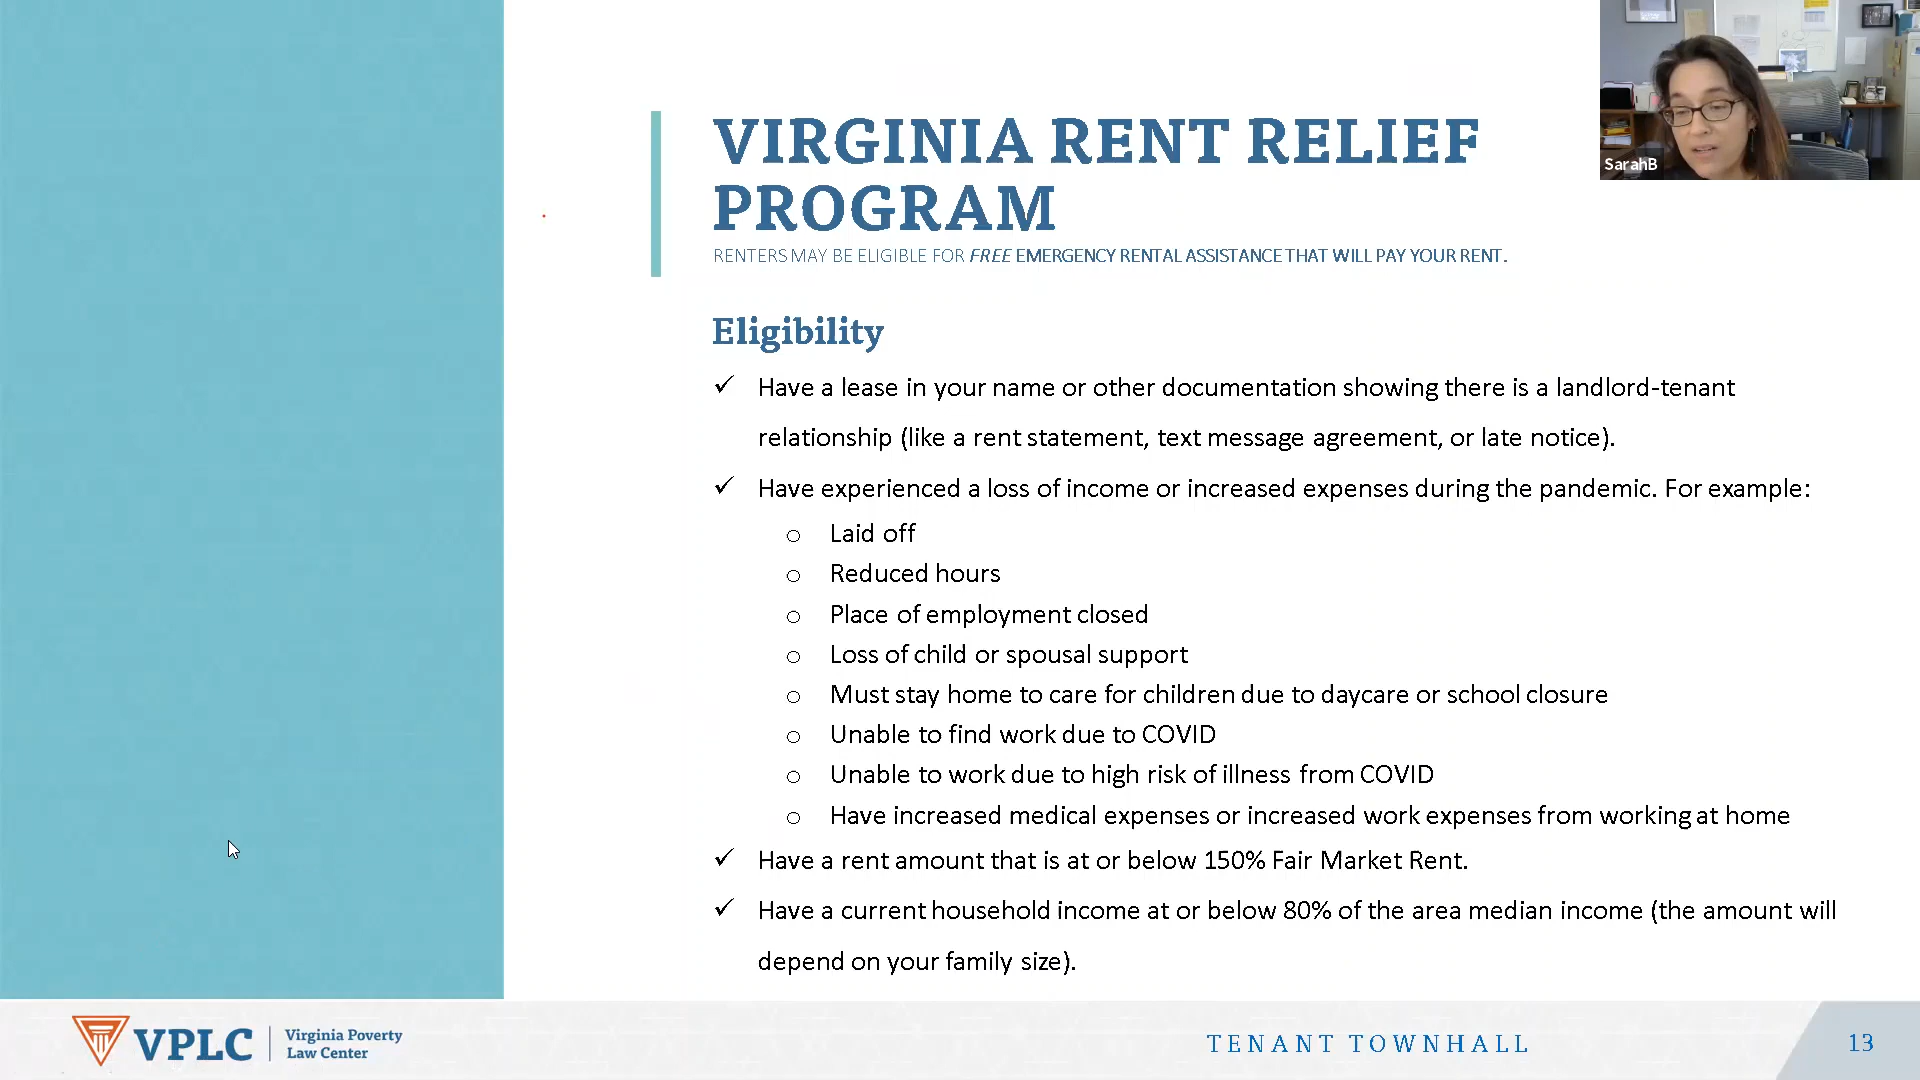 VIRGINIA RENT RELIEF
PROGRAM
RENTERS MAY BE ELIGIBLE FOR FREE EMERGENCY RENTAL ASSISTANCE THAT WILL PAY YOUR RENT.
SarahB
Eligibility
✓ Have a lease in your name or other documentation showing there is a landlord-tenant
relationship (like a rent statement, text message agreement, or late notice).
✓ Have experienced a loss of income or increased expenses during the pandemic. For example:
o Laid off
o Reduced hours
o Place of employment closed
o Loss of child or spousal support
o Must stay home to care for children due to daycare or school closure
o Unable to find work due to COVID
o Unable to work due to high risk of illness from COVID
o Have increased medical expenses or increased work expenses from working at home
✓ Have a rent amount that is at or below 150% Fair Market Rent.
✓ Have a current household income at or below 80% of the area median income (the amount will
depend on your family size).
VPLC
Virginia Poverty
Law Center
TENANT TOWNHALL
13